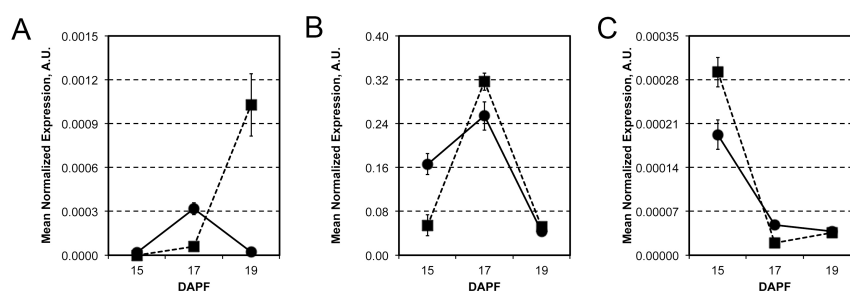 A
Mean Normalized Expression, A.U.
0.0015
0.0012
0.0009
0.0006
0.0003
0.0000
15 17 19
DAPF
B
Mean Normalized Expression, A.U.
0.40
0.32
0.24
0.16
0.08
0.00
15 17 19
DAPF
C
Mean Normalized Expression, A.U.
0.00035
0.00028
0.00021
0.00014
0.00007
0.00000
15 17 19
DAPF